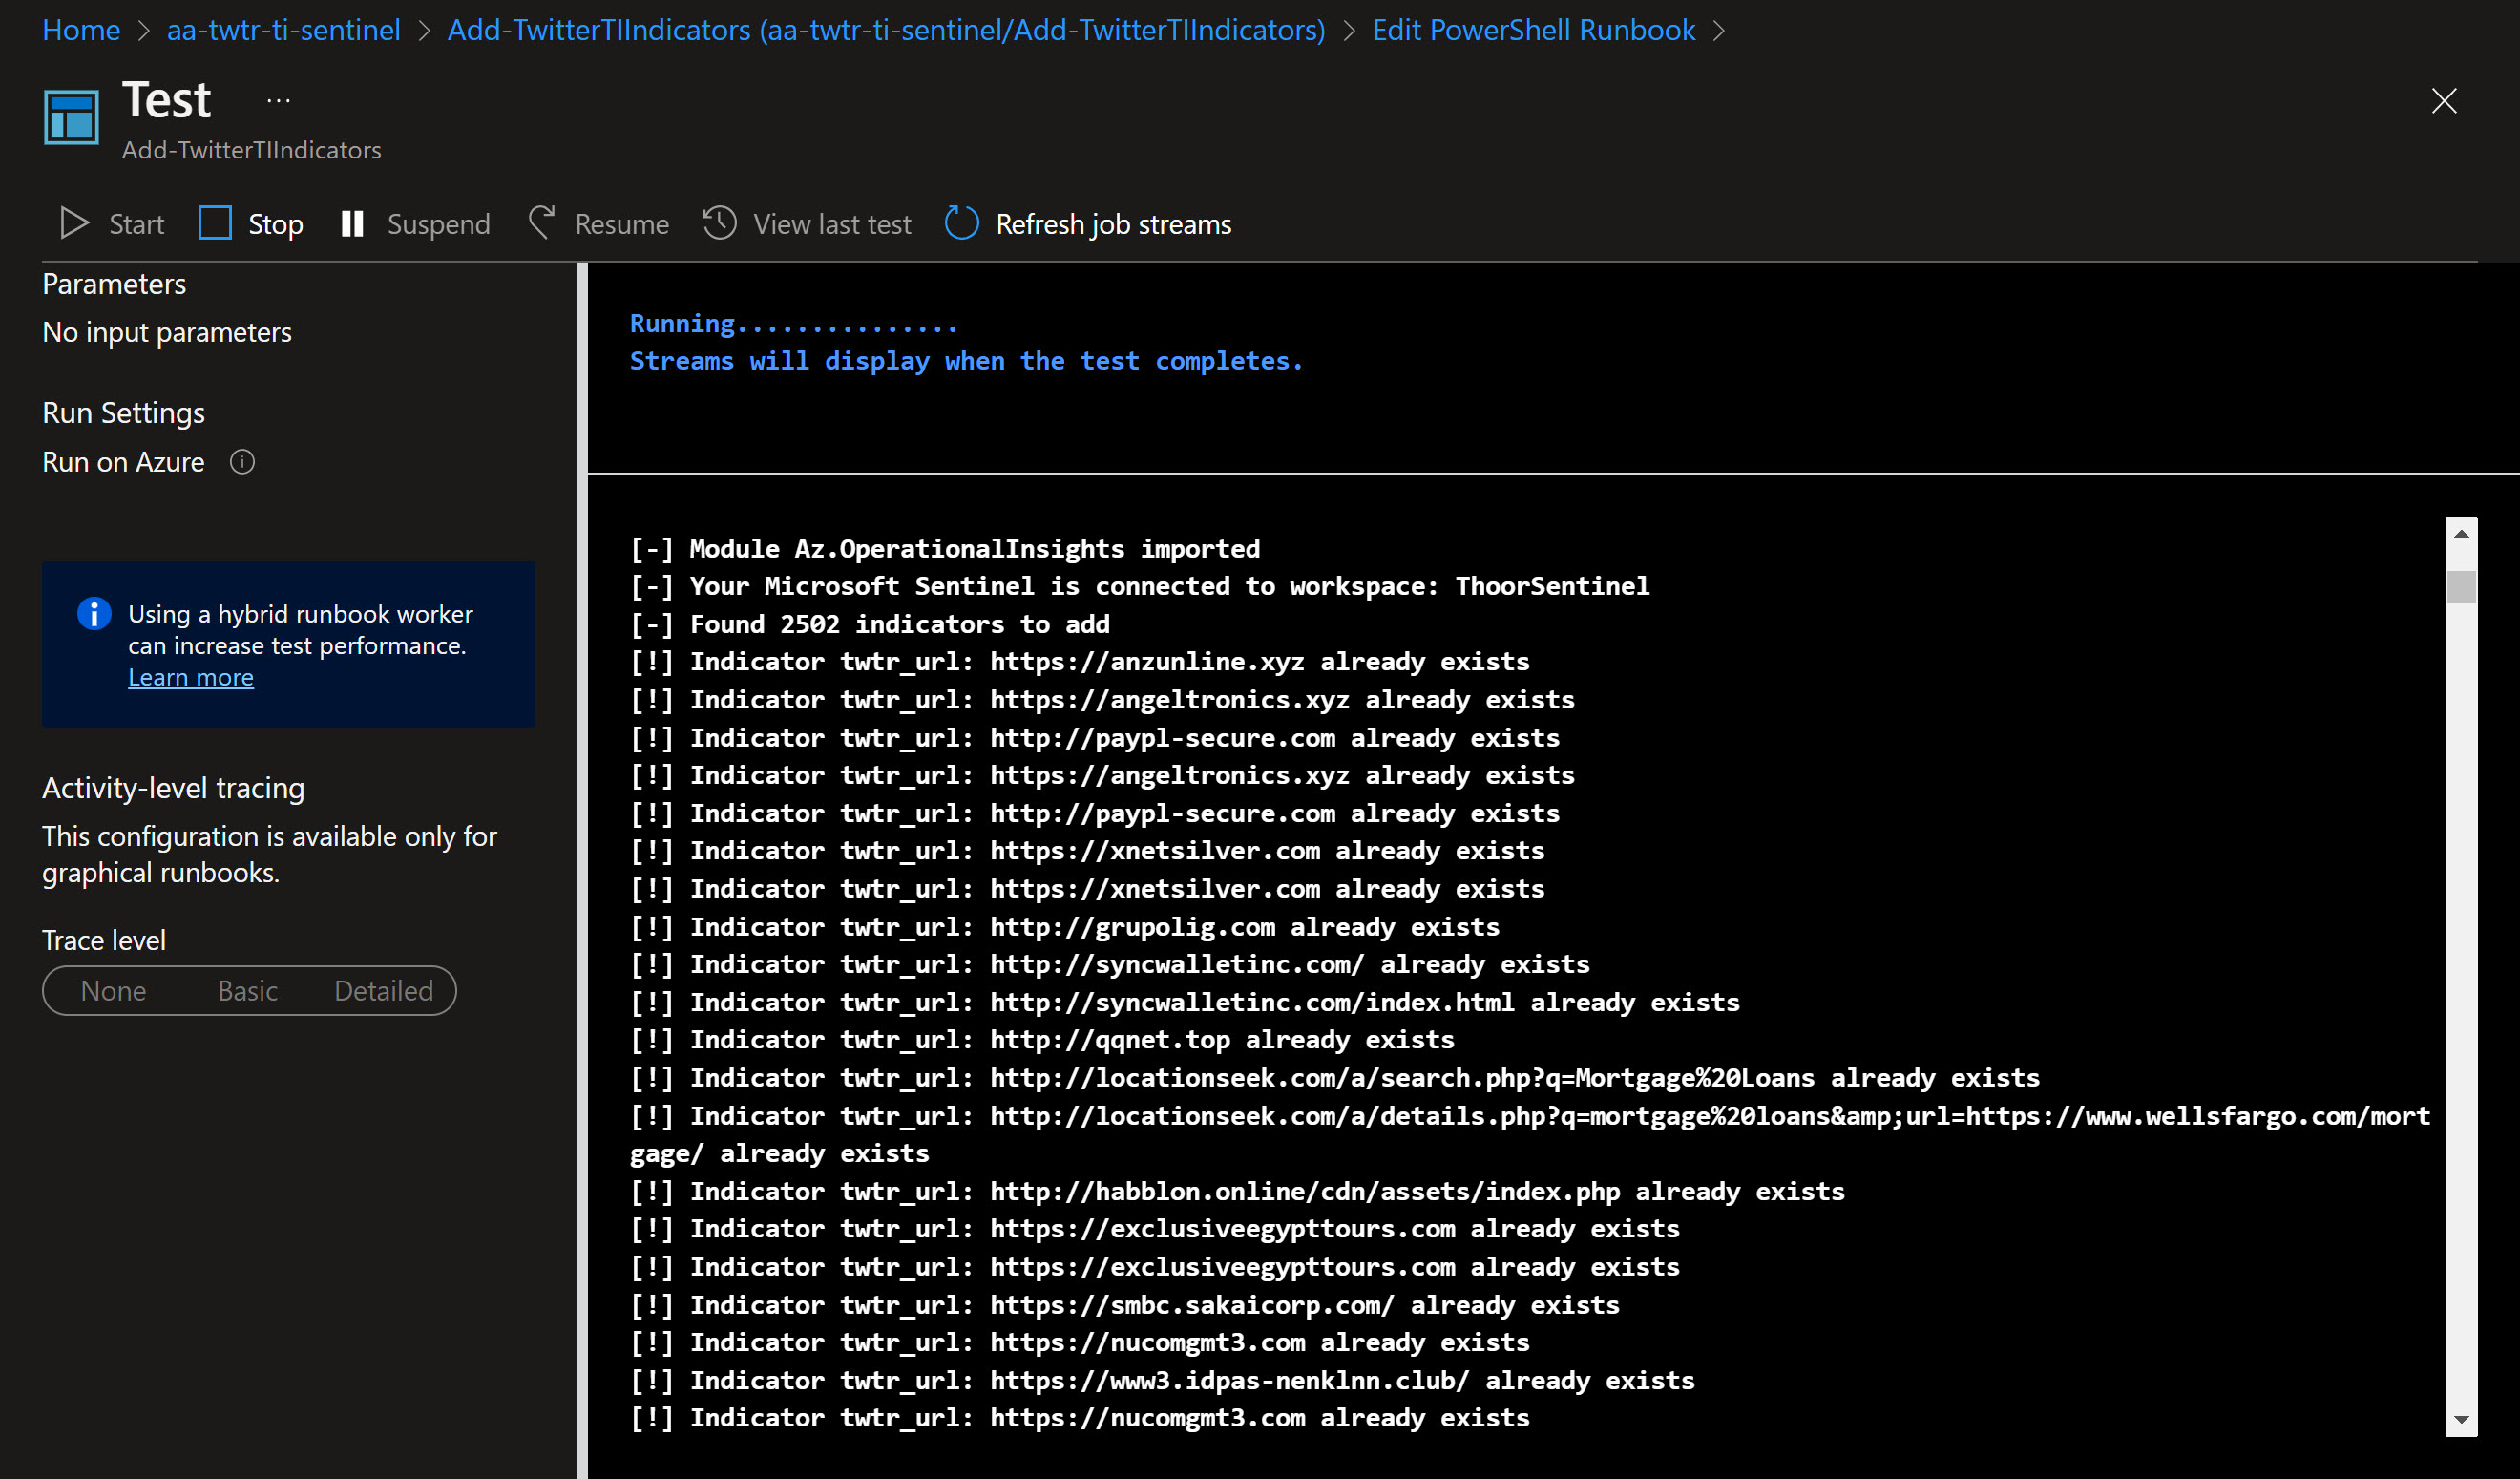 Home > aa-twtr-ti-sentinel > Add-TwitterTIIndicators (aa-twtr-ti-sentinel/Add-TwitterTIIndicators) > Edit PowerShell Runbook >
Test ...
Add-TwitterTIIndicators
Start Stop Suspend Resume View last test Refresh job streams
Parameters
No input parameters
Run Settings
Run on Azure
Using a hybrid runbook worker
can increase test performance.
Learn more
Activity-level tracing
This configuration is available only for
graphical runbooks.
Trace level
None Basic Detailed
Running...............
Streams will display when the test completes.
[-] Module Az.OperationalInsights imported
[-] Your Microsoft Sentinel is connected to workspace: ThoorSentinel
[-] Found 2502 indicators to add
[!] Indicator twtr_url: https://anzunline.xyz already exists
[!] Indicator twtr_url: https://angeltronics.xyz already exists
[!] Indicator twtr_url: http://paypl-secure.com already exists
[!] Indicator twtr_url: https://angeltronics.xyz already exists
[!] Indicator twtr_url: http://paypl-secure.com already exists
[!] Indicator twtr_url: https://xnetsilver.com already exists
[!] Indicator twtr_url: https://xnetsilver.com already exists
[!] Indicator twtr_url: http://grupolig.com already exists
[!] Indicator twtr_url: http://syncwalletinc.com/ already exists
[!] Indicator twtr_url: http://syncwalletinc.com/index.html already exists
[!] Indicator twtr_url: http://qqnet.top already exists
[!] Indicator twtr_url: http://locationseek.com/a/search.php?q=Mortgage%20Loans already exists
[!] Indicator twtr_url: http://locationseek.com/a/details.php?q=mortgage%20loans&amp;url=https://www.wellsfargo.com/mort
gage/ already exists
[!] Indicator twtr_url: http://habblon.online/cdn/assets/index.php already exists
[!] Indicator twtr_url: https://exclusiveegypttours.com already exists
[!] Indicator twtr_url: https://exclusiveegypttours.com already exists
[!] Indicator twtr_url: https://smbc.sakaicorp.com/ already exists
[!] Indicator twtr_url: https://nucomgmt3.com already exists
[!] Indicator twtr_url: https://www3.idpas-nenklnn.club/ already exists
[!] Indicator twtr_url: https://nucomgmt3.com already exists